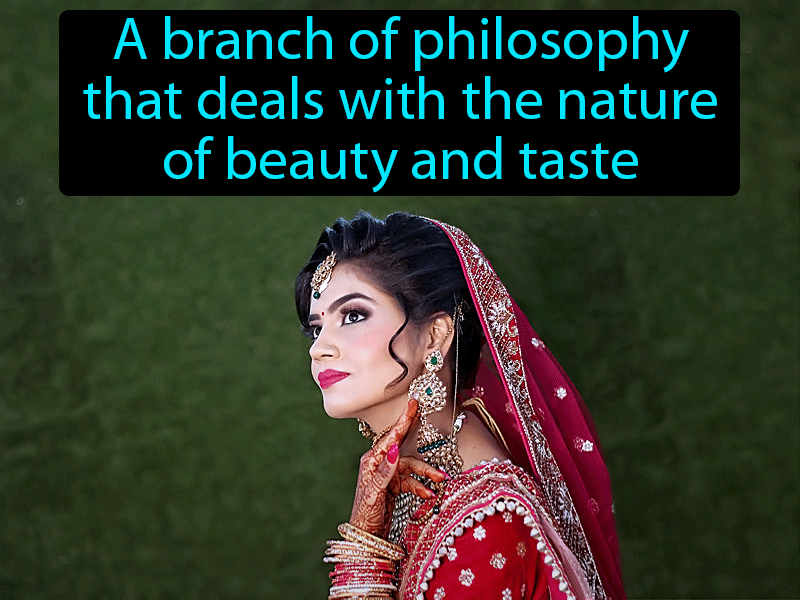 A branch of philosophy
that deals with the nature
of beauty and taste